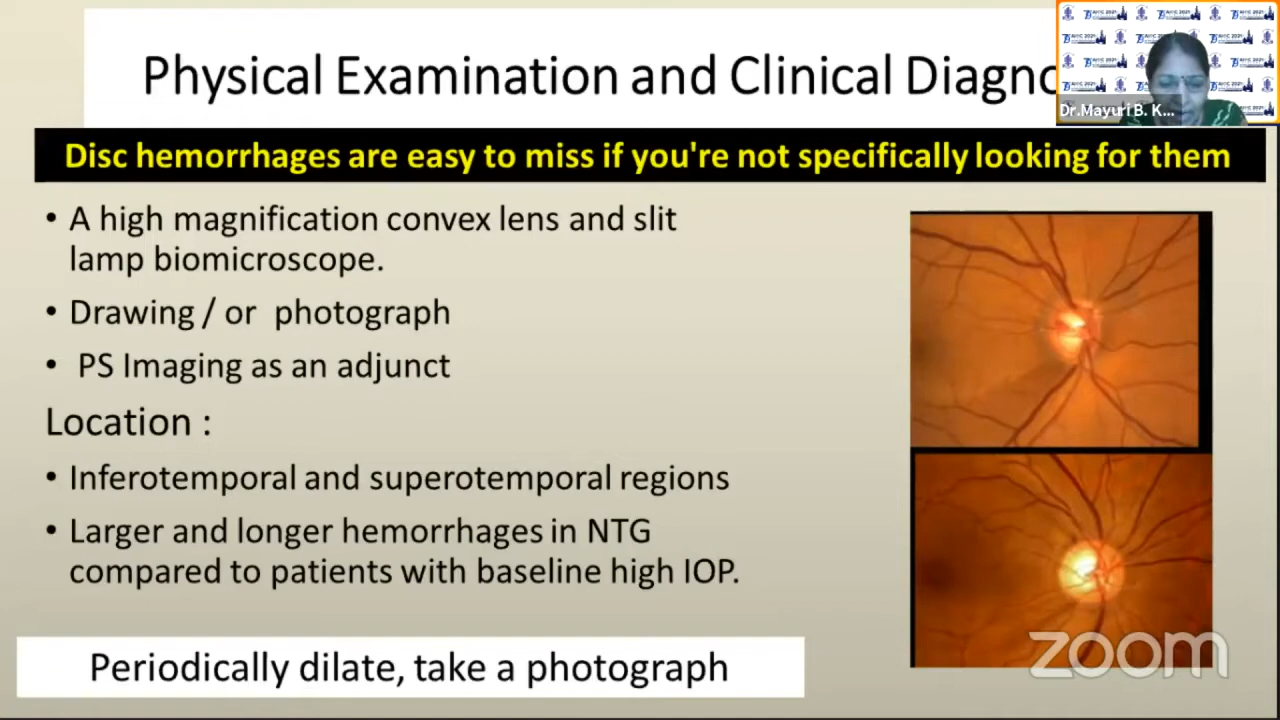 Physical Examination and Clinical Diagno
Dr.Mayuri B. K...
Disc hemorrhages are easy to miss if you're not specifically looking for them
• A high magnification convex lens and slit
lamp biomicroscope.
• Drawing / or photograph
• PS Imaging as an adjunct
Location :
• Inferotemporal and superotemporal regions
• Larger and longer hemorrhages in NTG
compared to patients with baseline high IOP.
Periodically dilate, take a photograph
zoom